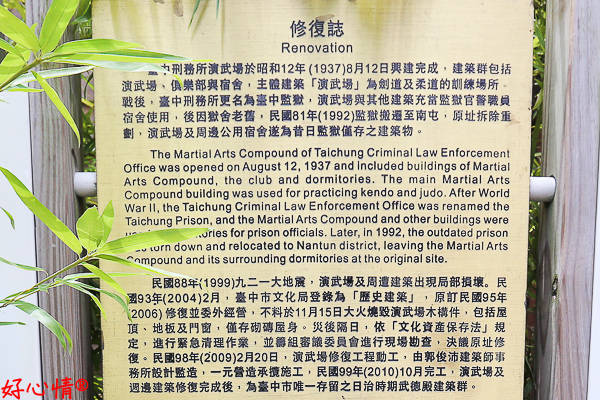 修復誌
Renovation
臺中刑務所演武場於昭和12年(1937)8月12日興建完成，建築群包括
演武場、俱樂部與宿舍，主體建築「演武場」為劍道及柔道的訓練場所。
戰後，臺中刑務所更名為臺中監獄，演武場與其他建築充當監獄官警職員
宿舍使用，後因獄舍老舊，民國81年(1992)監獄搬遷至南屯，原址拆除重
劃，演武場及周邊公用宿舍遂為昔日監獄僅存之建築物。
The Martial Arts Compound of Taichung Criminal Law Enforcement
Office was opened on August 12, 1937 and included buildings of Martial
Arts Compound, the club and dormitories. The main Martial Arts
Compound building was used for practicing kendo and judo. After World
War II, the Taichung Criminal Law Enforcement Office was renamed the
Taichung Prison, and the Martial Arts Compound and other buildings were
for prison officials. Later, in 1992, the outdated prison
torn down and relocated to Nantun district, leaving the Martial Arts
Compound and its surrounding dormitories at the original site.
民國88年(1999)九二一大地震，演武場及周遭建築出現局部損壞。民
國93年(2004)2月，臺中市文化局登錄為「歷史建築」，原訂民國95年
2006)修復並委外經營，不料於11月15日大火燒毀演武場木構件，包括屋
頂、地板及門窗，僅存砌磚屋身。災後隔日，依「文化資產保存法」規
定，進行緊急清理作業，並籌組審議委員會進行現場勘查，決議原址修
復。民國98年(2009)2月20日，演武場修復工程動工，由郭俊沛建築師事
務所設計監造，一元營造承攬施工，民國99年(2010)10月完工，演武場及
週邊建築修復完成後，為臺中市唯一存留之日治時期武德殿建築群。
好心情